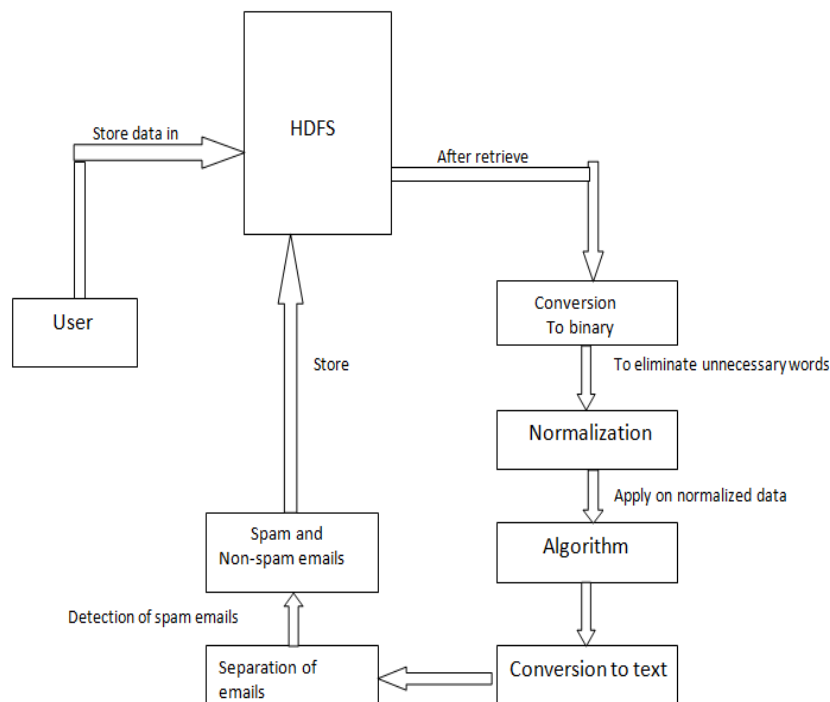 HDFS
Store data in
After retrieve
User
Conversion
To binary
To eliminate unnecessary words
Store
Normalization
Apply on normalized data
Spam and
Non-spam emails
Algorithm
Detection of spam emails
Separation of
emails
Conversion to text